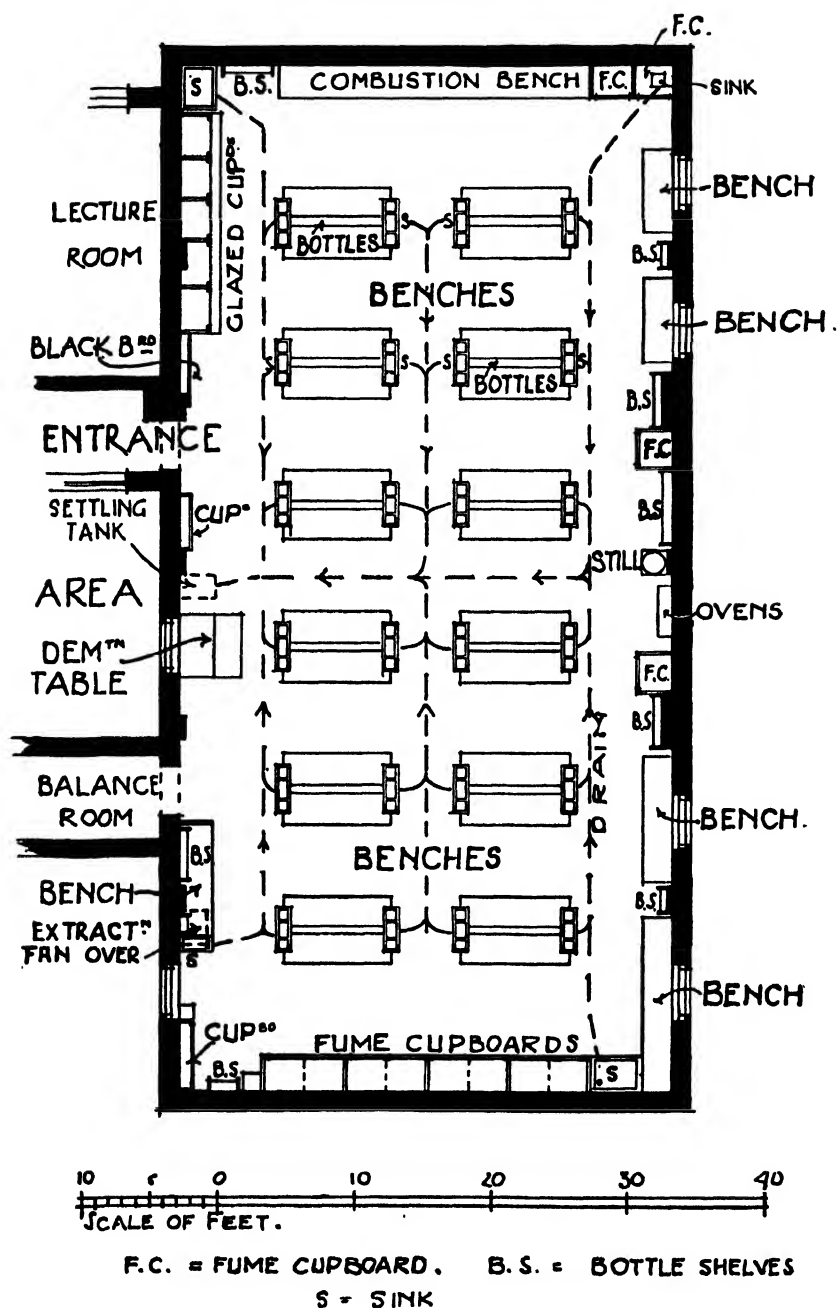 F.C.
S
B.S.
COMBUSTION BENCH
F.C.
SINK
GLAZED CUPDS
LECTURE
ROOM
BENCH
S
S
BOTTLES
B.S.
BENCHES
BENCH.
BLACK BRD
S
S
S
S
BOTTLES
B.S
ENTRANCE
F.C
SETTLING
TANK
CUPD
B.S
STILL
AREA
OVENS
DEMTN
TABLE
F.C.
B.S
DRAIN
BALANCE
ROOM
BENCH.
B.S
BENCHES
BENCH
B.S.
EXTRACTN
FAN OVER
S
BENCH
CUPBD
FUME CUPBOARDS
B.S.
S
10 5 0 10 20 30 40
SCALE OF FEET.
F.C. = FUME CUPBOARD. B.S. = BOTTLE SHELVES
S = SINK